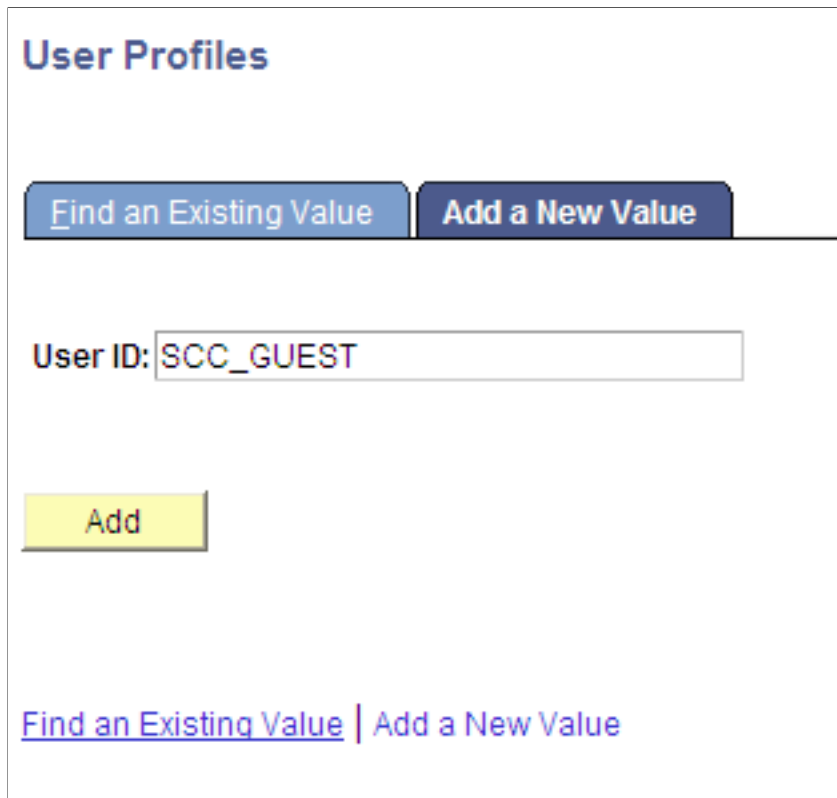 User Profiles
Find an Existing Value Add a New Value
User ID: SCC_GUEST
Add
Find an Existing Value | Add a New Value